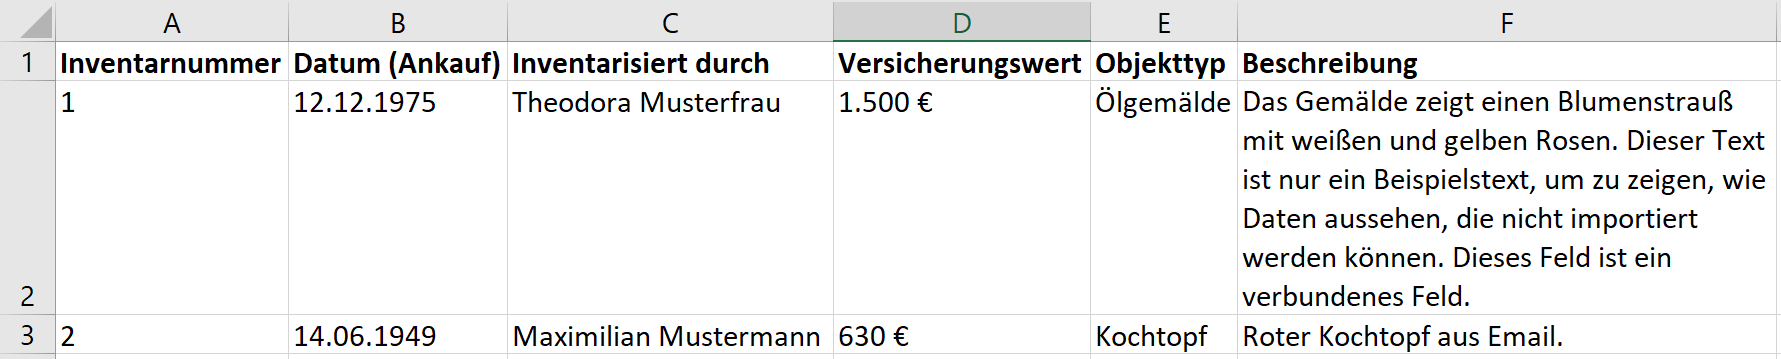 A B C D E F
1 Inventarnummer Datum (Ankauf) Inventarisiert durch Versicherungswert Objekttyp Beschreibung
1 12.12.1975 Theodora Musterfrau 1.500 € Ölgemälde Das Gemälde zeigt einen Blumenstrauß
mit weißen und gelben Rosen. Dieser Text
ist nur ein Beispielstext, um zu zeigen, wie
Daten aussehen, die nicht importiert
werden können. Dieses Feld ist ein
2 verbundenes Feld.
3 2 14.06.1949 Maximilian Mustermann 630 € Kochtopf Roter Kochtopf aus Email.